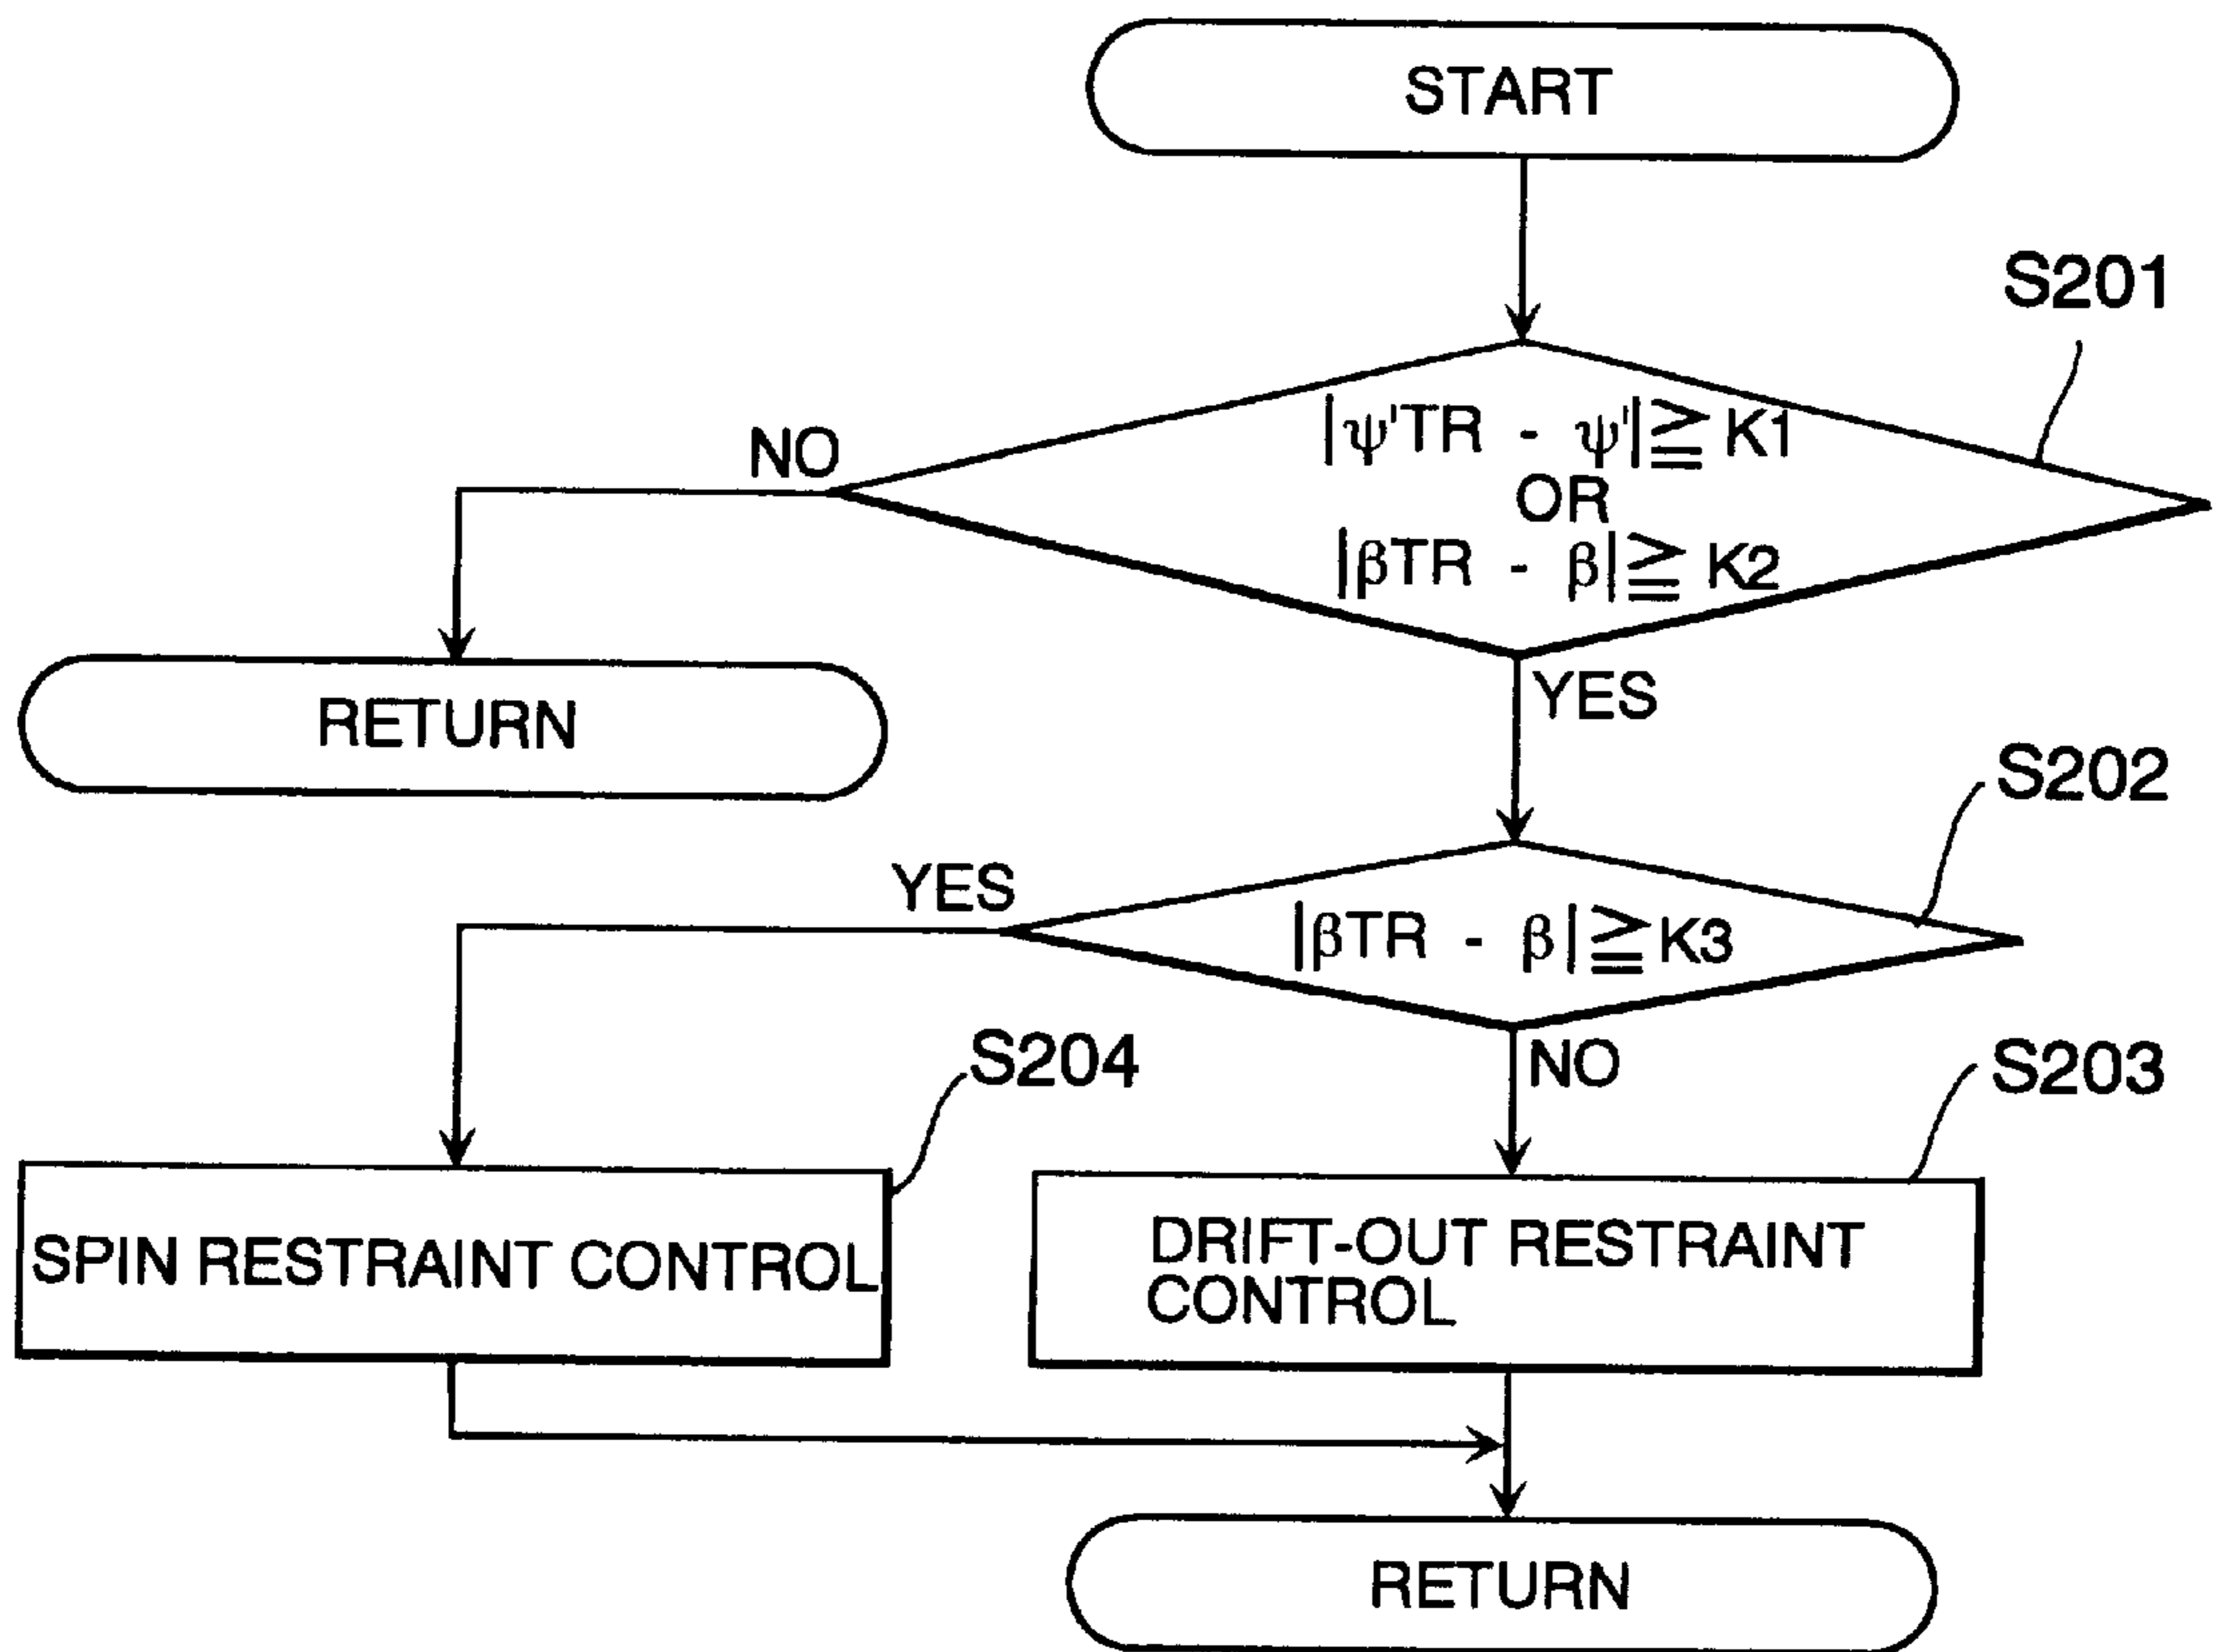 START
S201
|ψ'TR - ψ'|≧ K1
OR
|βTR - β|≧ K2
NO
YES
RETURN
S202
|βTR - β|≧K3
YES
NO
S204
S203
SPIN RESTRAINT CONTROL
DRIFT-OUT RESTRAINT
CONTROL
RETURN